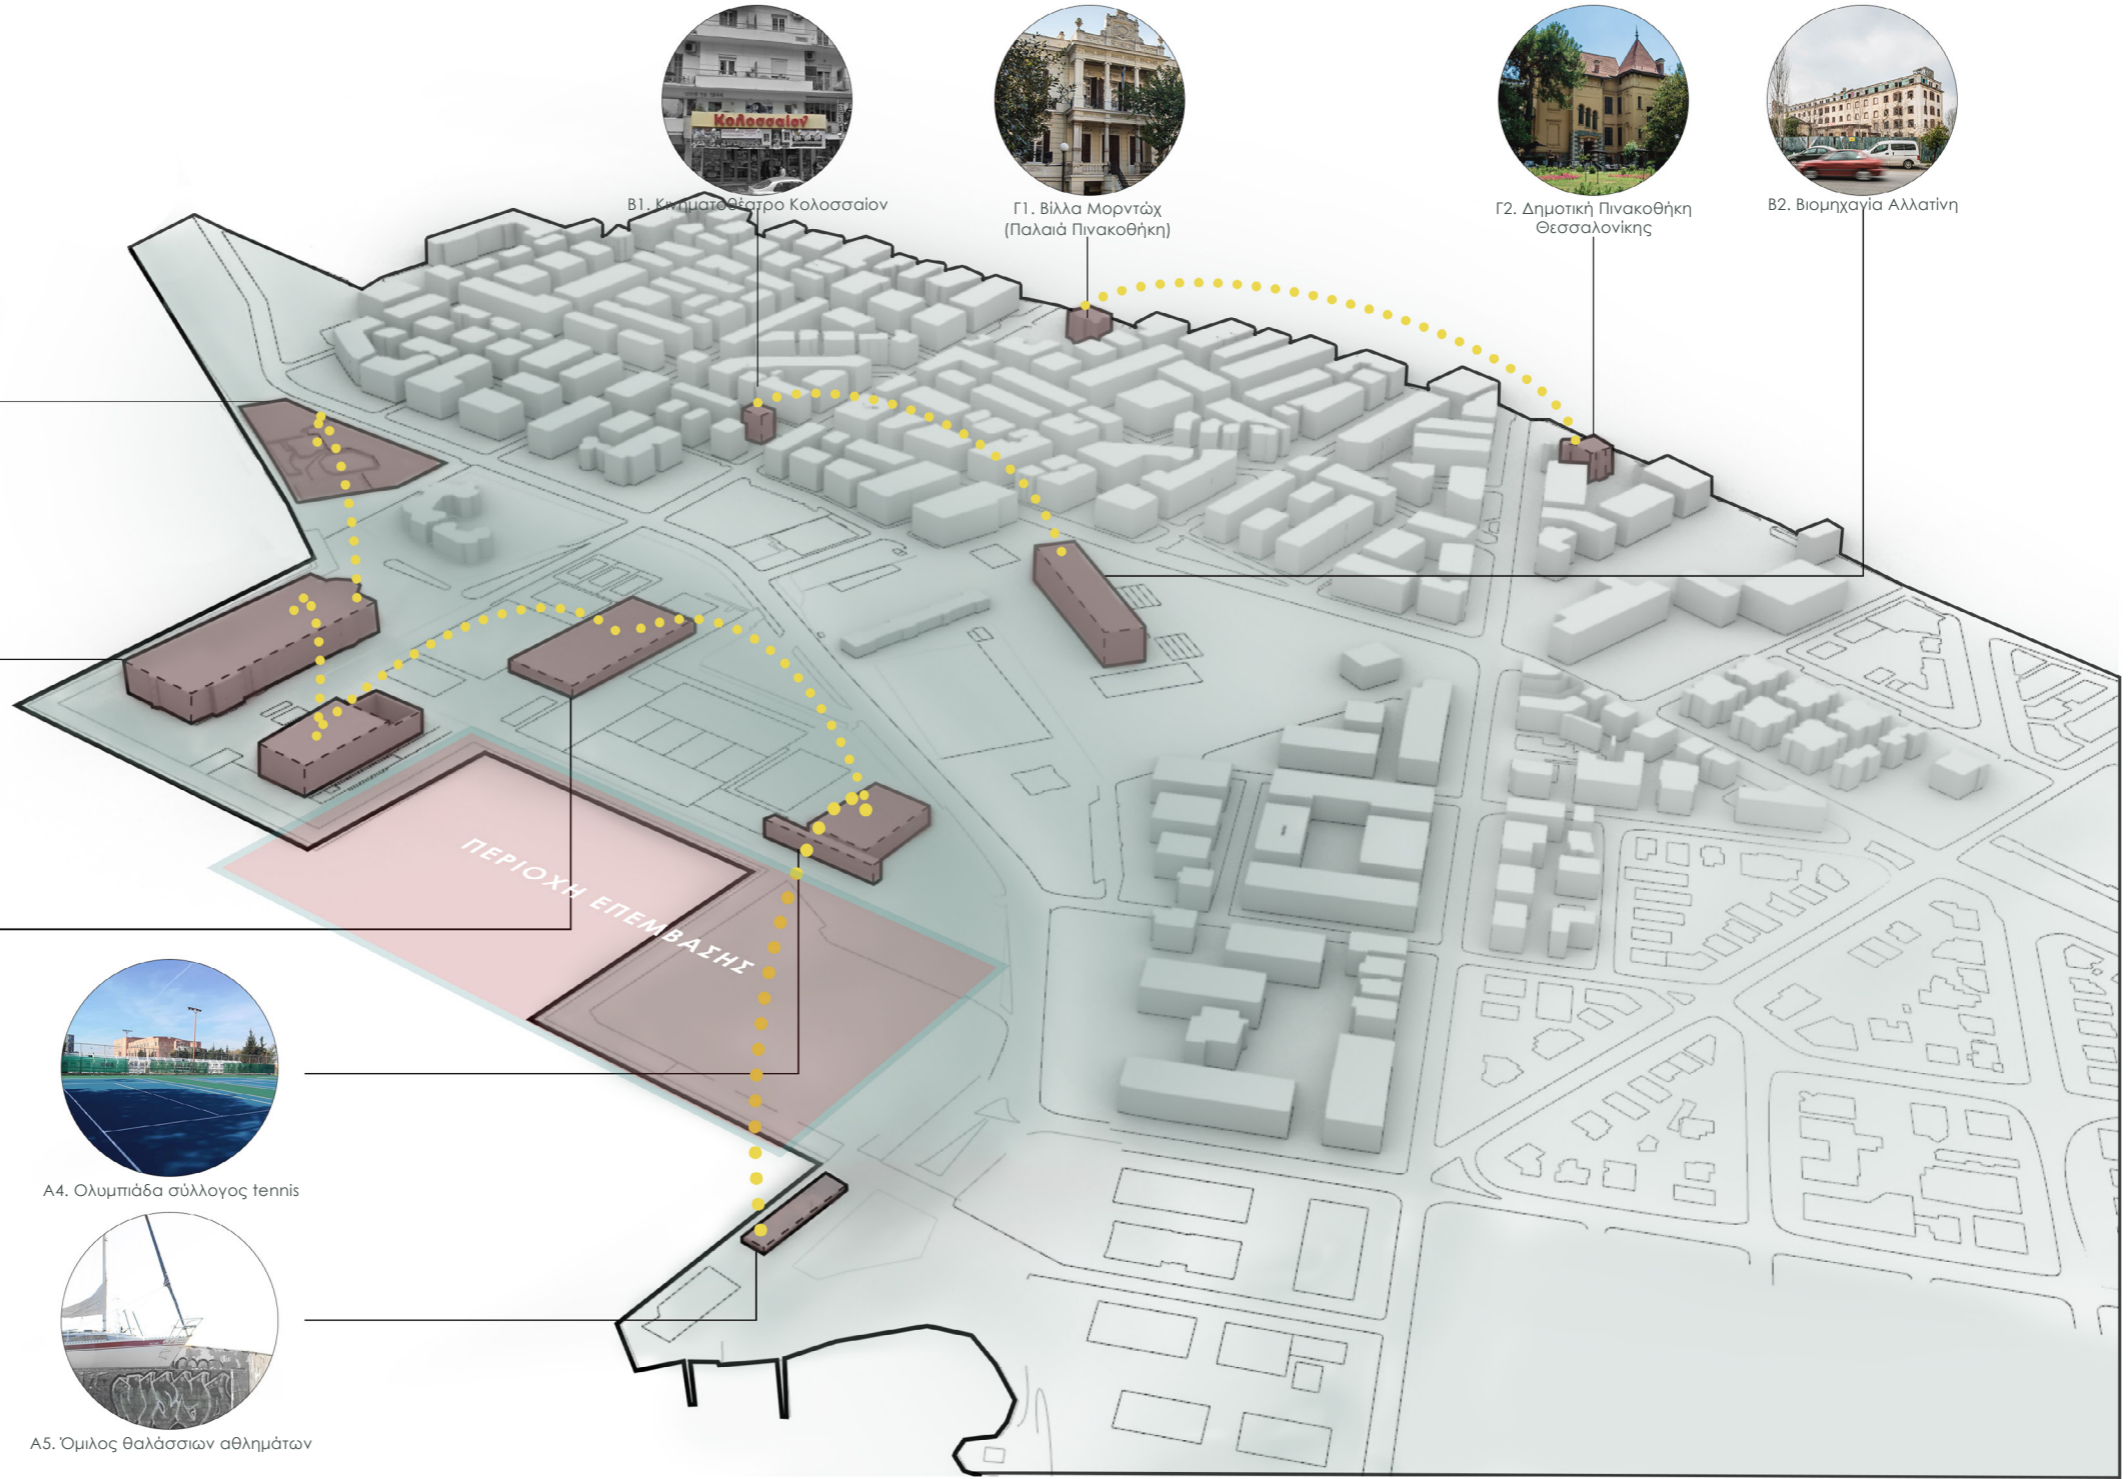 Κολοσσαίον
Β1. Κινηματοθέατρο Κολοσσαίον
Γ1. Βίλλα Μορντώχ
(Παλαιά Πινακοθήκη)
Γ2. Δημοτική Πινακοθήκη
Θεσσαλονίκης
Β2. Βιομηχανία Αλλατίνη
ΠΕΡΙΟΧΗ ΕΠΕΜΒΑΣΗΣ
Α4. Ολυμπιάδα σύλλογος tennis
Α5. Όμιλος θαλάσσιων αθλημάτων